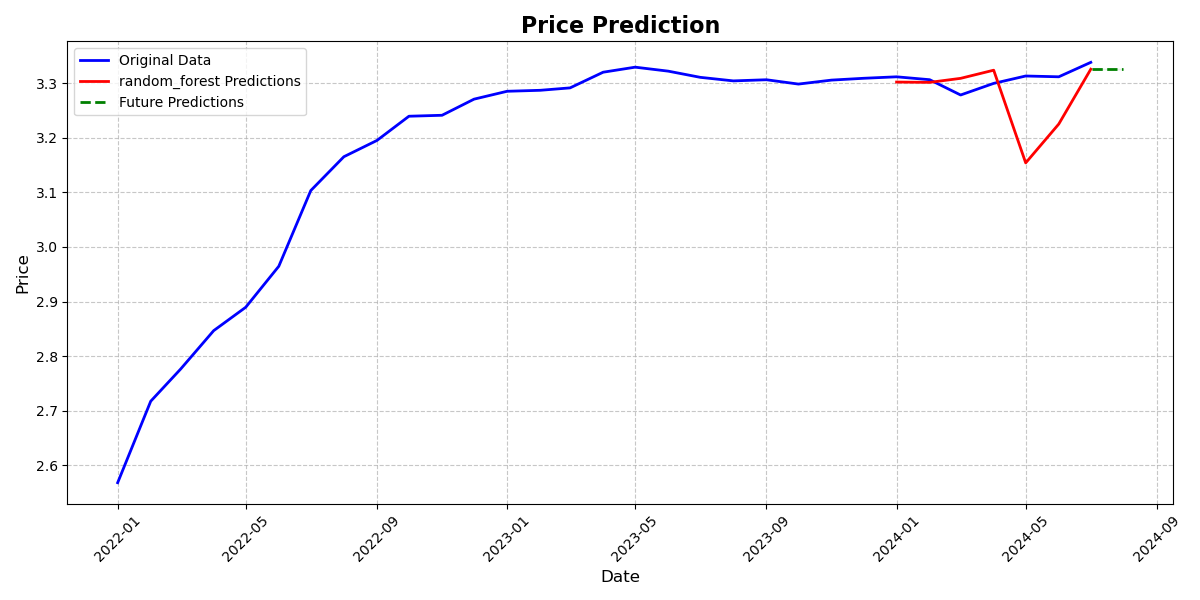 Price Prediction
Original Data
random_forest Predictions
Future Predictions
Price
3.3
3.2
3.1
3.0
2.9
2.8
2.7
2.6
2022-01
2022-05
2022-09
2023-01
2023-05
2023-09
2024-01
2024-05
2024-09
Date